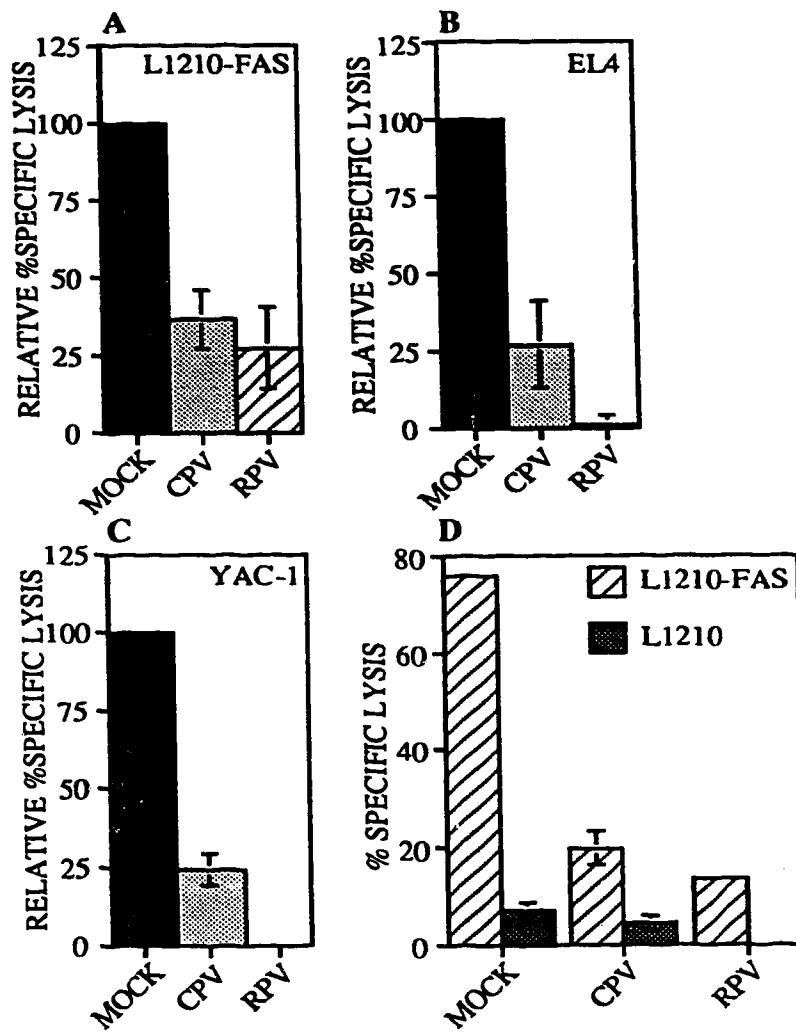 A
RELATIVE %SPECIFIC LYSIS
125
100
75
50
25
0
L1210-FAS
MOCK
CPV
RPV
B
RELATIVE %SPECIFIC LYSIS
125
100
75
50
25
0
EL4
MOCK
CPV
RPV
C
RELATIVE %SPECIFIC LYSIS
125
100
75
50
25
0
YAC-1
MOCK
CPV
RPV
D
% SPECIFIC LYSIS
80
60
40
20
0
L1210-FAS
L1210
MOCK
CPV
RPV